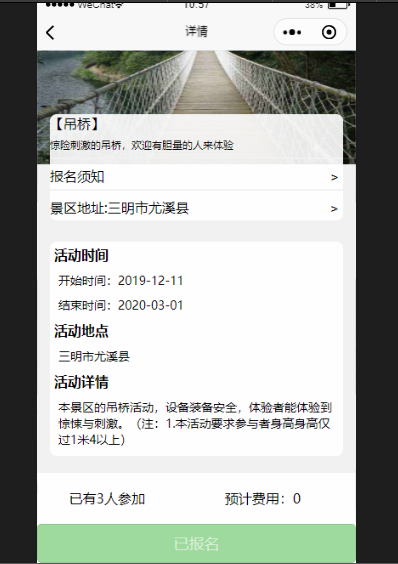 WeChat
10:57
38%
详情
【吊桥】
惊险刺激的吊桥，欢迎有胆量的人来体验
报名须知 >
景区地址:三明市尤溪县 >
活动时间
开始时间：2019-12-11
结束时间：2020-03-01
活动地点
三明市尤溪县
活动详情
本景区的吊桥活动，设备装备安全，体验者能体验到
惊悚与刺激。（注：1.本活动要求参与者身高身高仅
过1米4以上）
已有3人参加
预计费用：0
已报名